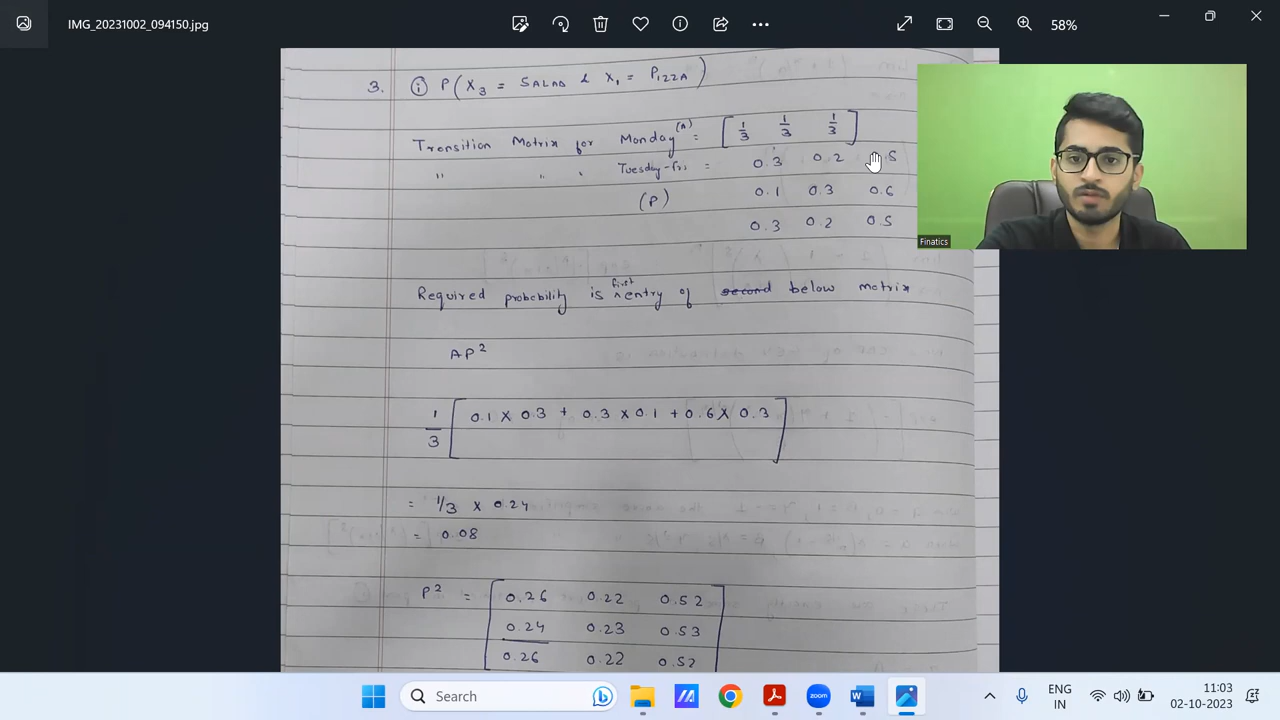 IMG_20231002_094150.jpg
58%
3. (i) P(X3 = SALAD & X1 = PIZZA)
Transition Matrix for Monday (A) = [1/3 1/3 1/3]
" " " Tuesday-fri = 0.3 0.2 .5
(P) 0.1 0.3 0.6
0.3 0.2 0.5
Finatics
Required probability is first entry of second below matrix
AP²
1/3 [0.1 x 0.3 + 0.3 x 0.1 + 0.6 x 0.3]
= 1/3 x 0.24
= 0.08
P² = [0.26 0.22 0.52
0.24 0.23 0.53
0.26 0.22 0.52]
Search
zoom
W
ENG
IN
11:03
02-10-2023